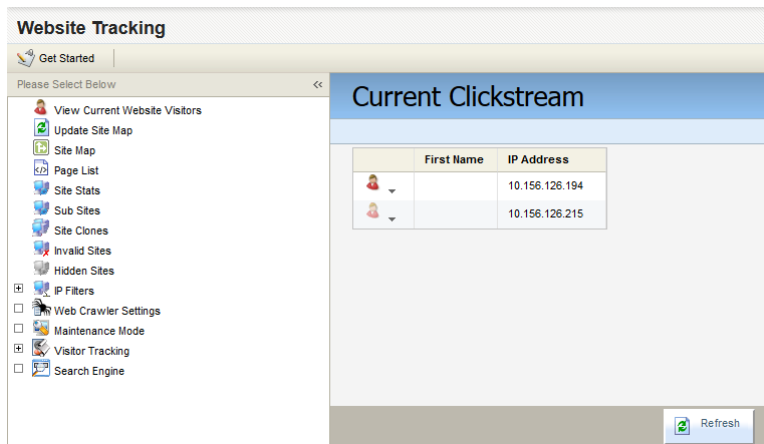 Website Tracking
Get Started
Please Select Below
<<
View Current Website Visitors
Update Site Map
Site Map
Page List
Site Stats
Sub Sites
Site Clones
Invalid Sites
Hidden Sites
IP Filters
Web Crawler Settings
Maintenance Mode
Visitor Tracking
Search Engine
Current Clickstream
First Name IP Address
10.156.126.194
10.156.126.215
Refresh